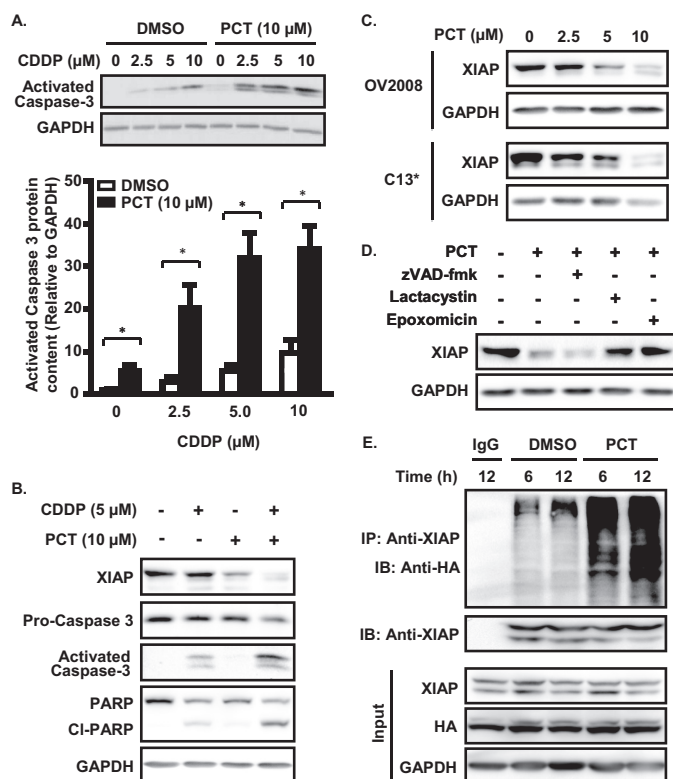 A.
DMSO PCT (10 µM)
CDDP (µM) 0 2.5 5 10 0 2.5 5 10
Activated
Caspase-3
GAPDH
Activated Caspase 3 protein
content (Relative to GAPDH)
50
40
30
20
10
0
DMSO
PCT (10 µM)
* * * *
0 2.5 5.0 10
CDDP (µM)
B.
CDDP (5 µM) - + - +
PCT (10 µM) - - + +
XIAP
Pro-Caspase 3
Activated
Caspase-3
PARP
Cl-PARP
GAPDH
C.
PCT (µM) 0 2.5 5 10
OV2008
XIAP
GAPDH
C13*
XIAP
GAPDH
D.
PCT - + + + +
zVAD-fmk - - + - -
Lactacystin - - - + -
Epoxomicin - - - - +
XIAP
GAPDH
E.
IgG DMSO PCT
Time (h) 12 6 12 6 12
IP: Anti-XIAP
IB: Anti-HA
IB: Anti-XIAP
Input
XIAP
HA
GAPDH